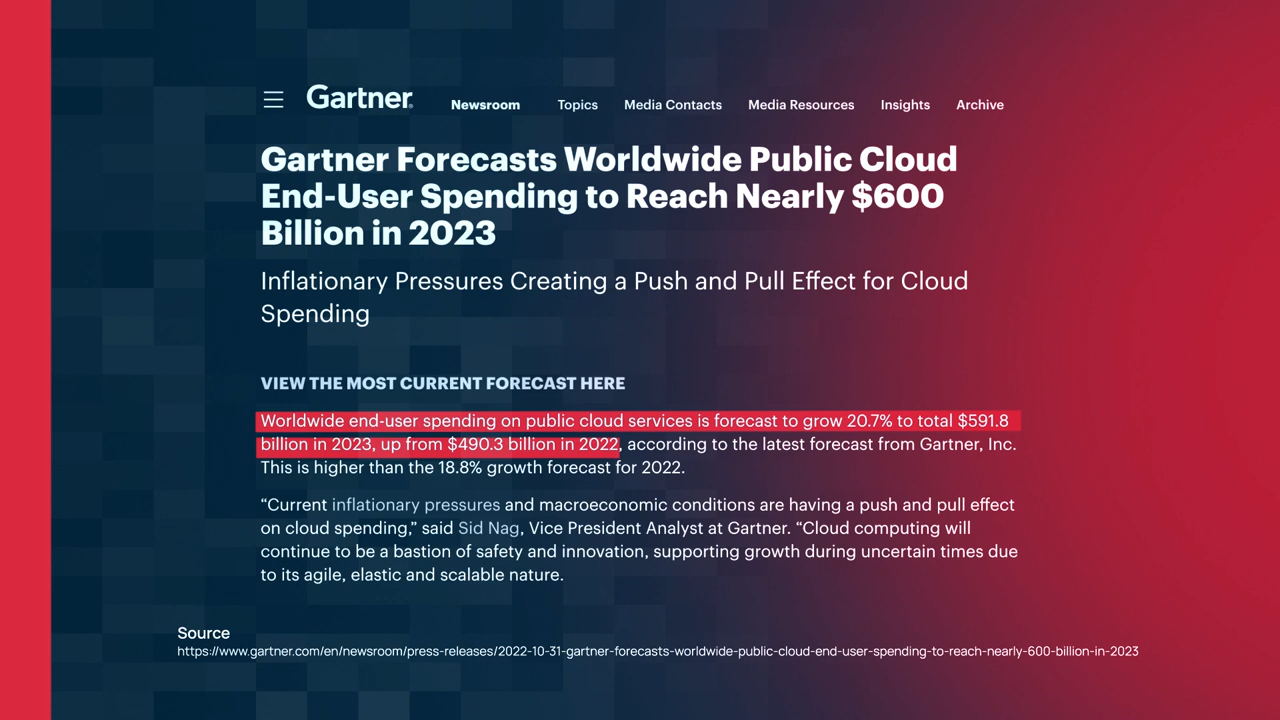 Gartner®
Newsroom Topics Media Contacts Media Resources Insights Archive
Gartner Forecasts Worldwide Public Cloud
End-User Spending to Reach Nearly $600
Billion in 2023
Inflationary Pressures Creating a Push and Pull Effect for Cloud
Spending
VIEW THE MOST CURRENT FORECAST HERE
Worldwide end-user spending on public cloud services is forecast to grow 20.7% to total $591.8
billion in 2023, up from $490.3 billion in 2022, according to the latest forecast from Gartner, Inc.
This is higher than the 18.8% growth forecast for 2022.
“Current inflationary pressures and macroeconomic conditions are having a push and pull effect
on cloud spending,” said Sid Nag, Vice President Analyst at Gartner. “Cloud computing will
continue to be a bastion of safety and innovation, supporting growth during uncertain times due
to its agile, elastic and scalable nature.
Source
https://www.gartner.com/en/newsroom/press-releases/2022-10-31-gartner-forecasts-worldwide-public-cloud-end-user-spending-to-reach-nearly-600-billion-in-2023